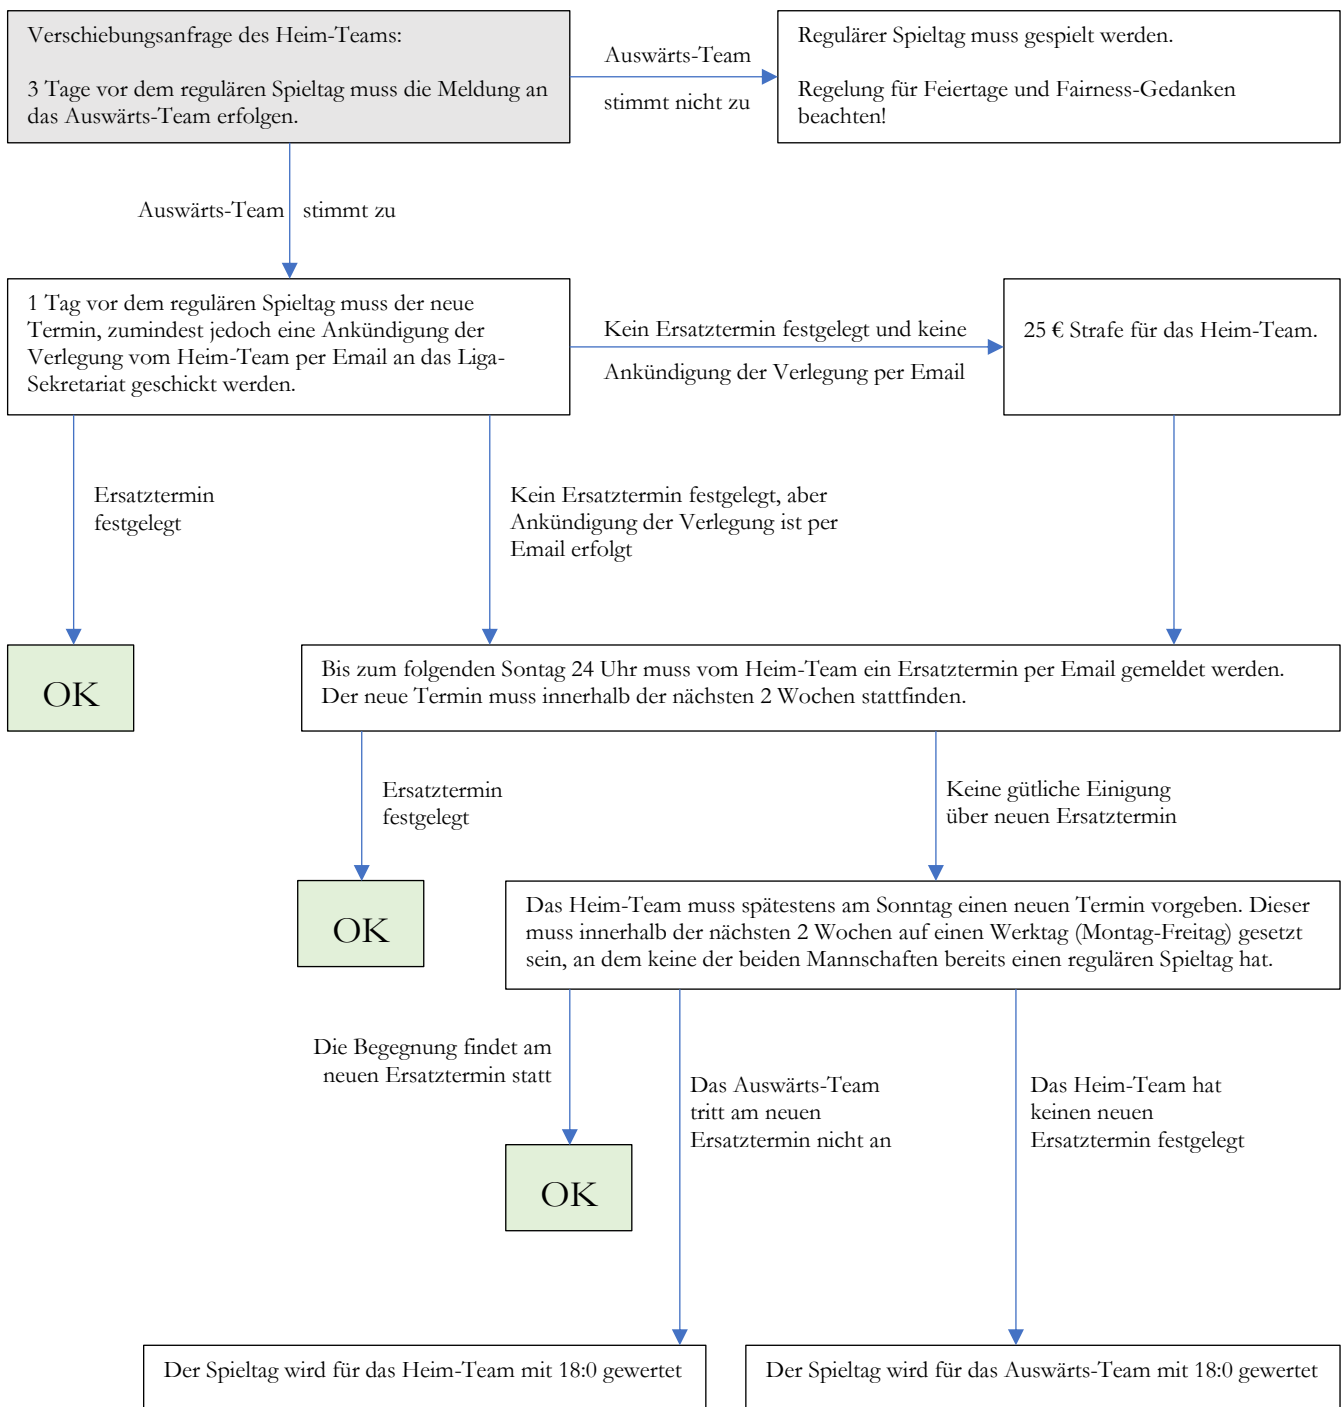 Verschiebungsanfrage des Heim-Teams:
3 Tage vor dem regulären Spieltag muss die Meldung an
das Auswärts-Team erfolgen.
Auswärts-Team
stimmt nicht zu
Regulärer Spieltag muss gespielt werden.
Regelung für Feiertage und Fairness-Gedanken
beachten!
Auswärts-Team stimmt zu
1 Tag vor dem regulären Spieltag muss der neue
Termin, zumindest jedoch eine Ankündigung der
Verlegung vom Heim-Team per Email an das Liga-
Sekretariat geschickt werden.
Kein Ersatztermin festgelegt und keine
Ankündigung der Verlegung per Email
25 € Strafe für das Heim-Team.
Ersatztermin
festgelegt
Kein Ersatztermin festgelegt, aber
Ankündigung der Verlegung ist per
Email erfolgt
OK
Bis zum folgenden Sontag 24 Uhr muss vom Heim-Team ein Ersatztermin per Email gemeldet werden.
Der neue Termin muss innerhalb der nächsten 2 Wochen stattfinden.
Ersatztermin
festgelegt
Keine gütliche Einigung
über neuen Ersatztermin
OK
Das Heim-Team muss spätestens am Sonntag einen neuen Termin vorgeben. Dieser
muss innerhalb der nächsten 2 Wochen auf einen Werktag (Montag-Freitag) gesetzt
sein, an dem keine der beiden Mannschaften bereits einen regulären Spieltag hat.
Die Begegnung findet am
neuen Ersatztermin statt
Das Auswärts-Team
tritt am neuen
Ersatztermin nicht an
Das Heim-Team hat
keinen neuen
Ersatztermin festgelegt
OK
Der Spieltag wird für das Heim-Team mit 18:0 gewertet
Der Spieltag wird für das Auswärts-Team mit 18:0 gewertet